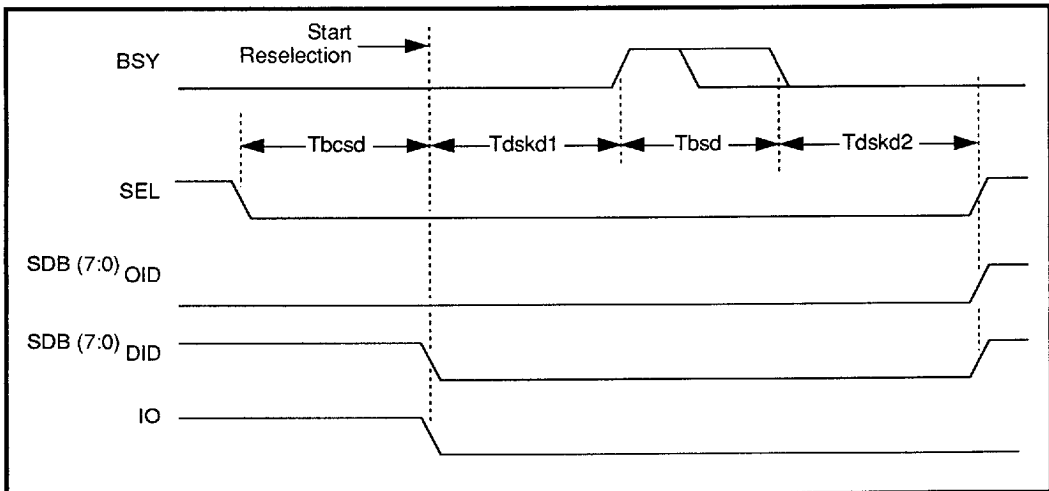 Start
Reselection
BSY
Tbcsd
Tdskd1
Tbsd
Tdskd2
SEL
SDB (7:0) OID
SDB (7:0) DID
IO